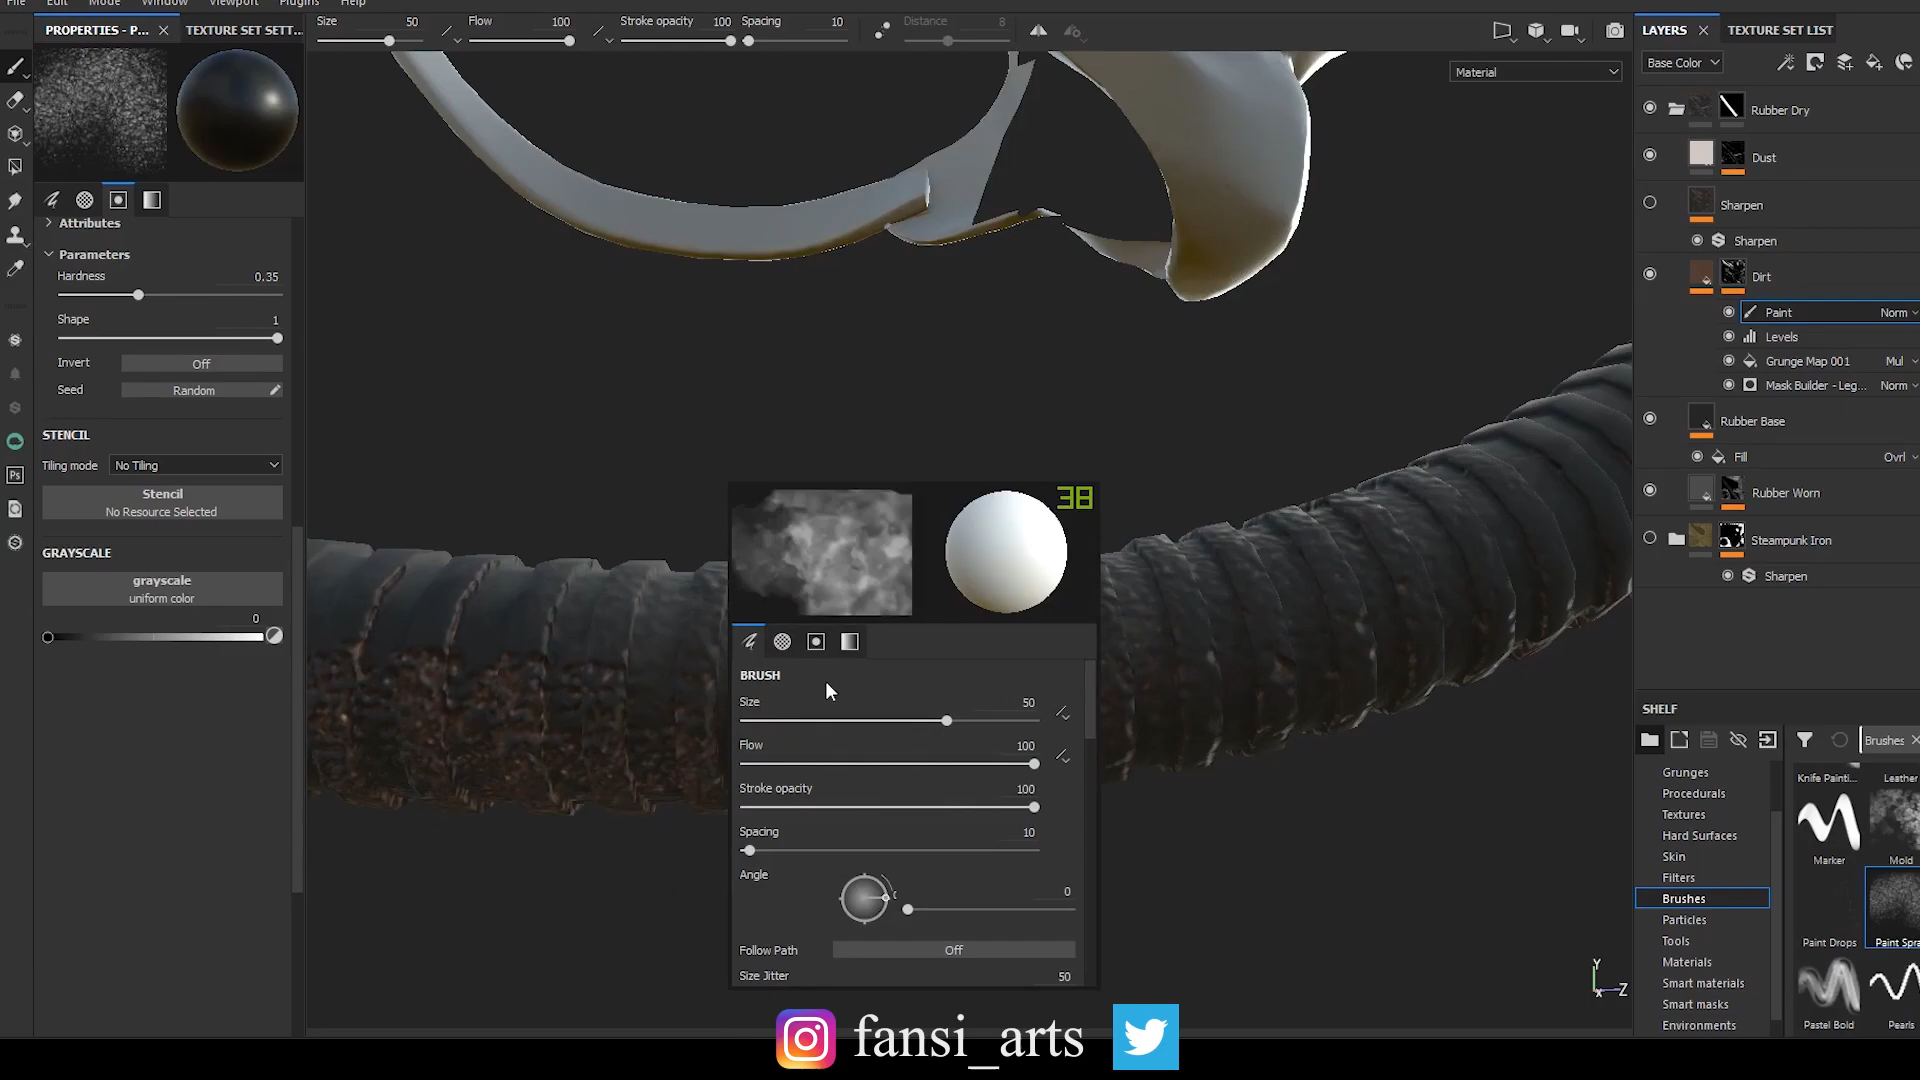 File Edit Mode Window Viewport Plugins Help
PROPERTIES - P... TEXTURE SET SETT...
Size 50 Flow 100 Stroke opacity 100 Spacing 10 Distance 8
LAYERS TEXTURE SET LIST
Base Color
Material
Rubber Dry
Dust
Sharpen
Sharpen
Dirt
Paint Norm
Levels
Grunge Map 001 Mul
Mask Builder - Leg... Norm
Rubber Base
Fill Ovrl
Rubber Worn
Steampunk Iron
Sharpen
Attributes
Parameters
Hardness 0.35
Shape 1
Invert Off
Seed Random
STENCIL
Tiling mode No Tiling
Stencil
No Resource Selected
GRAYSCALE
grayscale
uniform color
0
Ps
38
BRUSH
Size 50
Flow 100
Stroke opacity 100
Spacing 10
Angle 0
Follow Path Off
Size Jitter 50
Y
X Z
SHELF
Brushes
Grunges
Procedurals
Textures
Hard Surfaces
Skin
Filters
Brushes
Particles
Tools
Materials
Smart materials
Smart masks
Environments
Knife Painti... Leather
Marker Mold
Paint Drops Paint Spra
Pastel Bold Pearls
fansi_arts